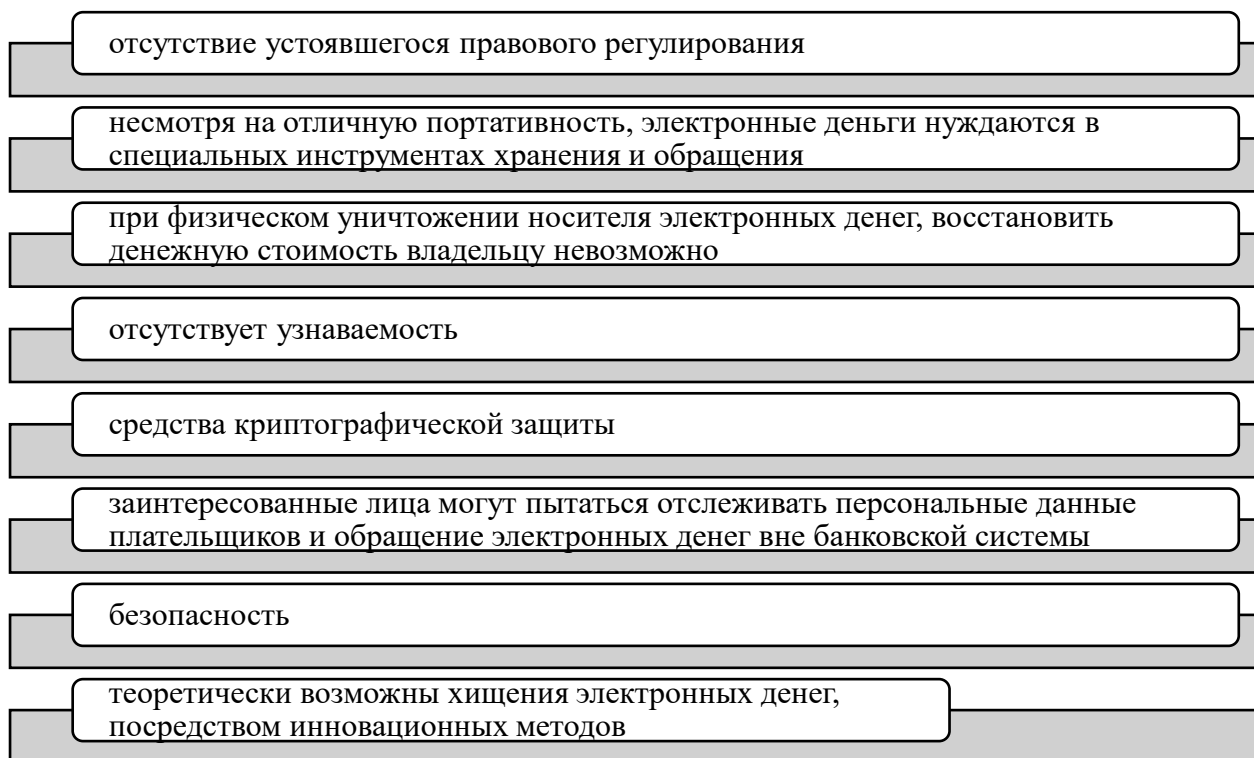 отсутствие устоявшегося правового регулирования
несмотря на отличную портативность, электронные деньги нуждаются в
специальных инструментах хранения и обращения
при физическом уничтожении носителя электронных денег, восстановить
денежную стоимость владельцу невозможно
отсутствует узнаваемость
средства криптографической защиты
заинтересованные лица могут пытаться отслеживать персональные данные
плательщиков и обращение электронных денег вне банковской системы
безопасность
теоретически возможны хищения электронных денег,
посредством инновационных методов